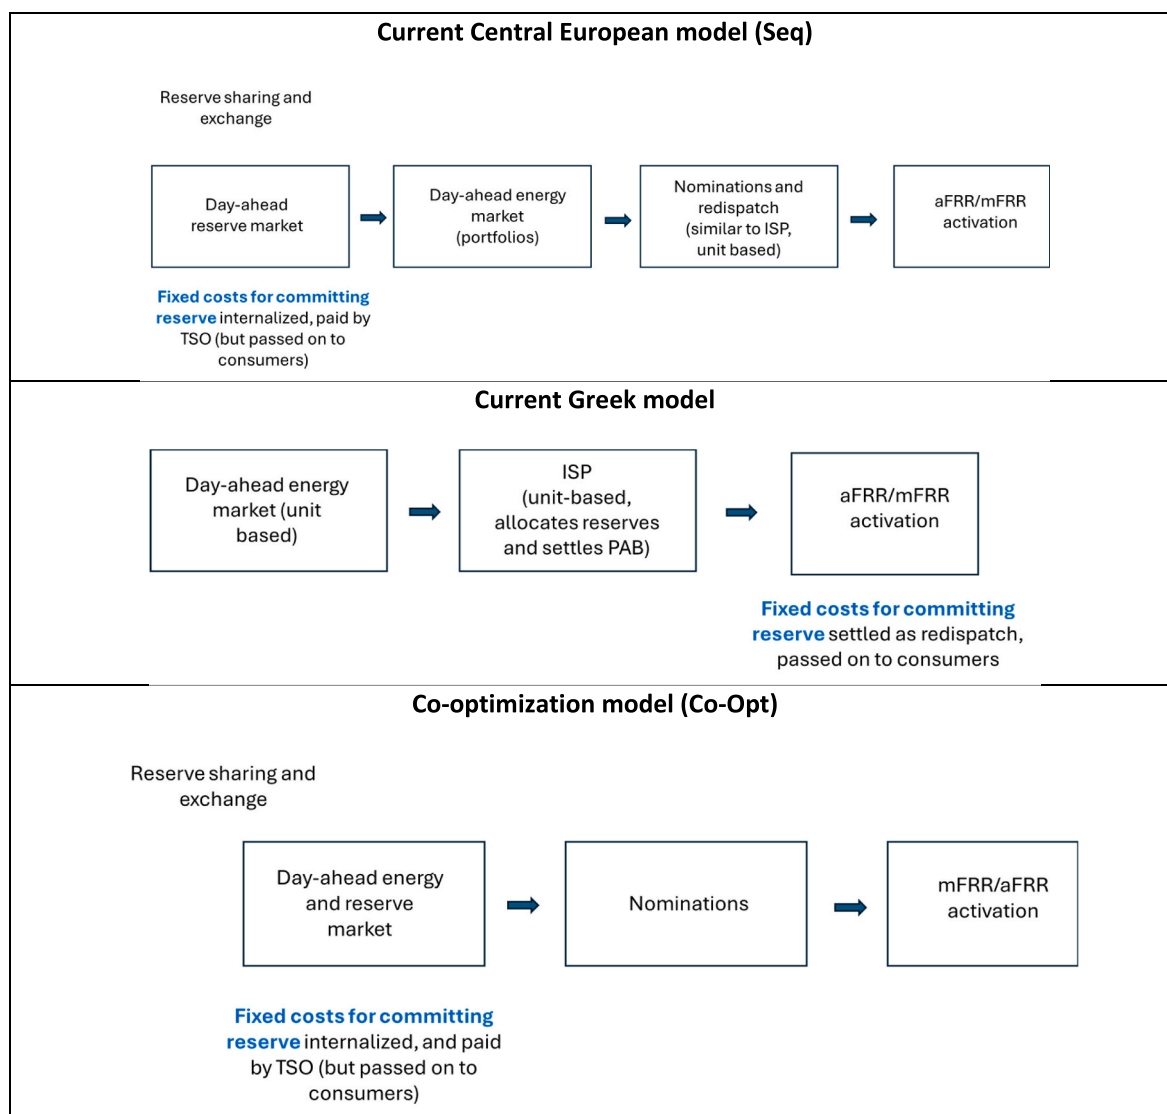 Current Central European model (Seq)
Reserve sharing and
exchange
Day-ahead
reserve market
Day-ahead energy
market
(portfolios)
Nominations and
redispatch
(similar to ISP,
unit based)
aFRR/mFRR
activation
Fixed costs for committing
reserve internalized, paid by
TSO (but passed on to
consumers)
Current Greek model
Day-ahead energy
market (unit
based)
ISP
(unit-based,
allocates reserves
and settles PAB)
aFRR/mFRR
activation
Fixed costs for committing
reserve settled as redispatch,
passed on to consumers
Co-optimization model (Co-Opt)
Reserve sharing and
exchange
Day-ahead energy
and reserve
market
Nominations
mFRR/aFRR
activation
Fixed costs for committing
reserve internalized, and paid
by TSO (but passed on to
consumers)